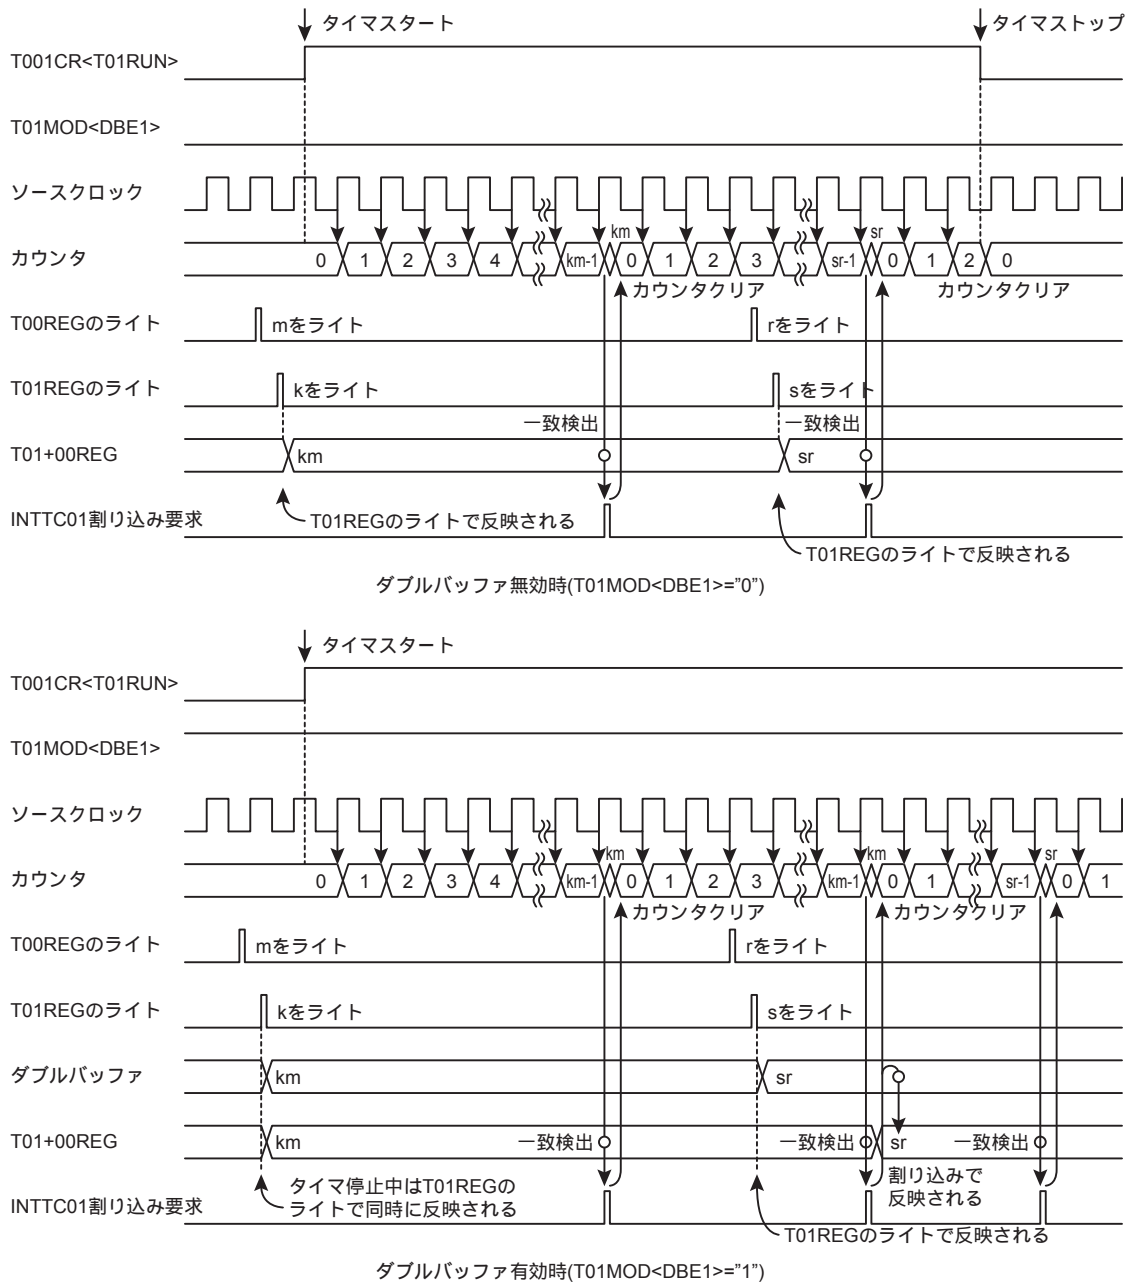 タイマスタート
タイマストップ
T001CR<T01RUN>
T01MOD<DBE1>
ソースクロック
km
sr
カウンタ
0 1 2 3 4 km-1 0 1 2 3 sr-1 0 1 2 0
カウンタクリア
カウンタクリア
T00REGのライト
mをライト
rをライト
T01REGのライト
kをライト
sをライト
一致検出
一致検出
T01+00REG
km
sr
INTTC01割り込み要求
T01REGのライトで反映される
T01REGのライトで反映される
ダブルバッファ無効時(T01MOD<DBE1>=”0”)
タイマスタート
T001CR<T01RUN>
T01MOD<DBE1>
ソースクロック
km
km
sr
カウンタ
0 1 2 3 4 km-1 0 1 2 3 km-1 0 1 sr-1 0 1
カウンタクリア
カウンタクリア
T00REGのライト
mをライト
rをライト
T01REGのライト
kをライト
sをライト
ダブルバッファ
km
sr
T01+00REG
km
一致検出
一致検出
sr
一致検出
INTTC01割り込み要求
タイマ停止中はT01REGの
ライトで同時に反映される
割り込みで
反映される
T01REGのライトで反映される
ダブルバッファ有効時(T01MOD<DBE1>=”1”)